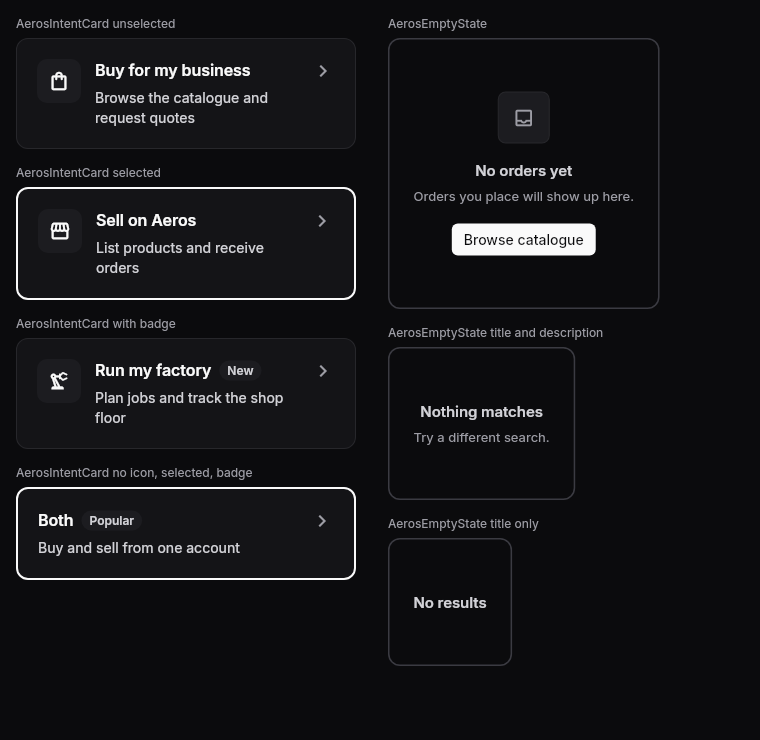 AerosIntentCard unselected
Buy for my business
Browse the catalogue and
request quotes
AerosIntentCard selected
Sell on Aeros
List products and receive
orders
AerosIntentCard with badge
Run my factory New
Plan jobs and track the shop
floor
AerosIntentCard no icon, selected, badge
Both Popular
Buy and sell from one account
AerosEmptyState
No orders yet
Orders you place will show up here.
Browse catalogue
AerosEmptyState title and description
Nothing matches
Try a different search.
AerosEmptyState title only
No results